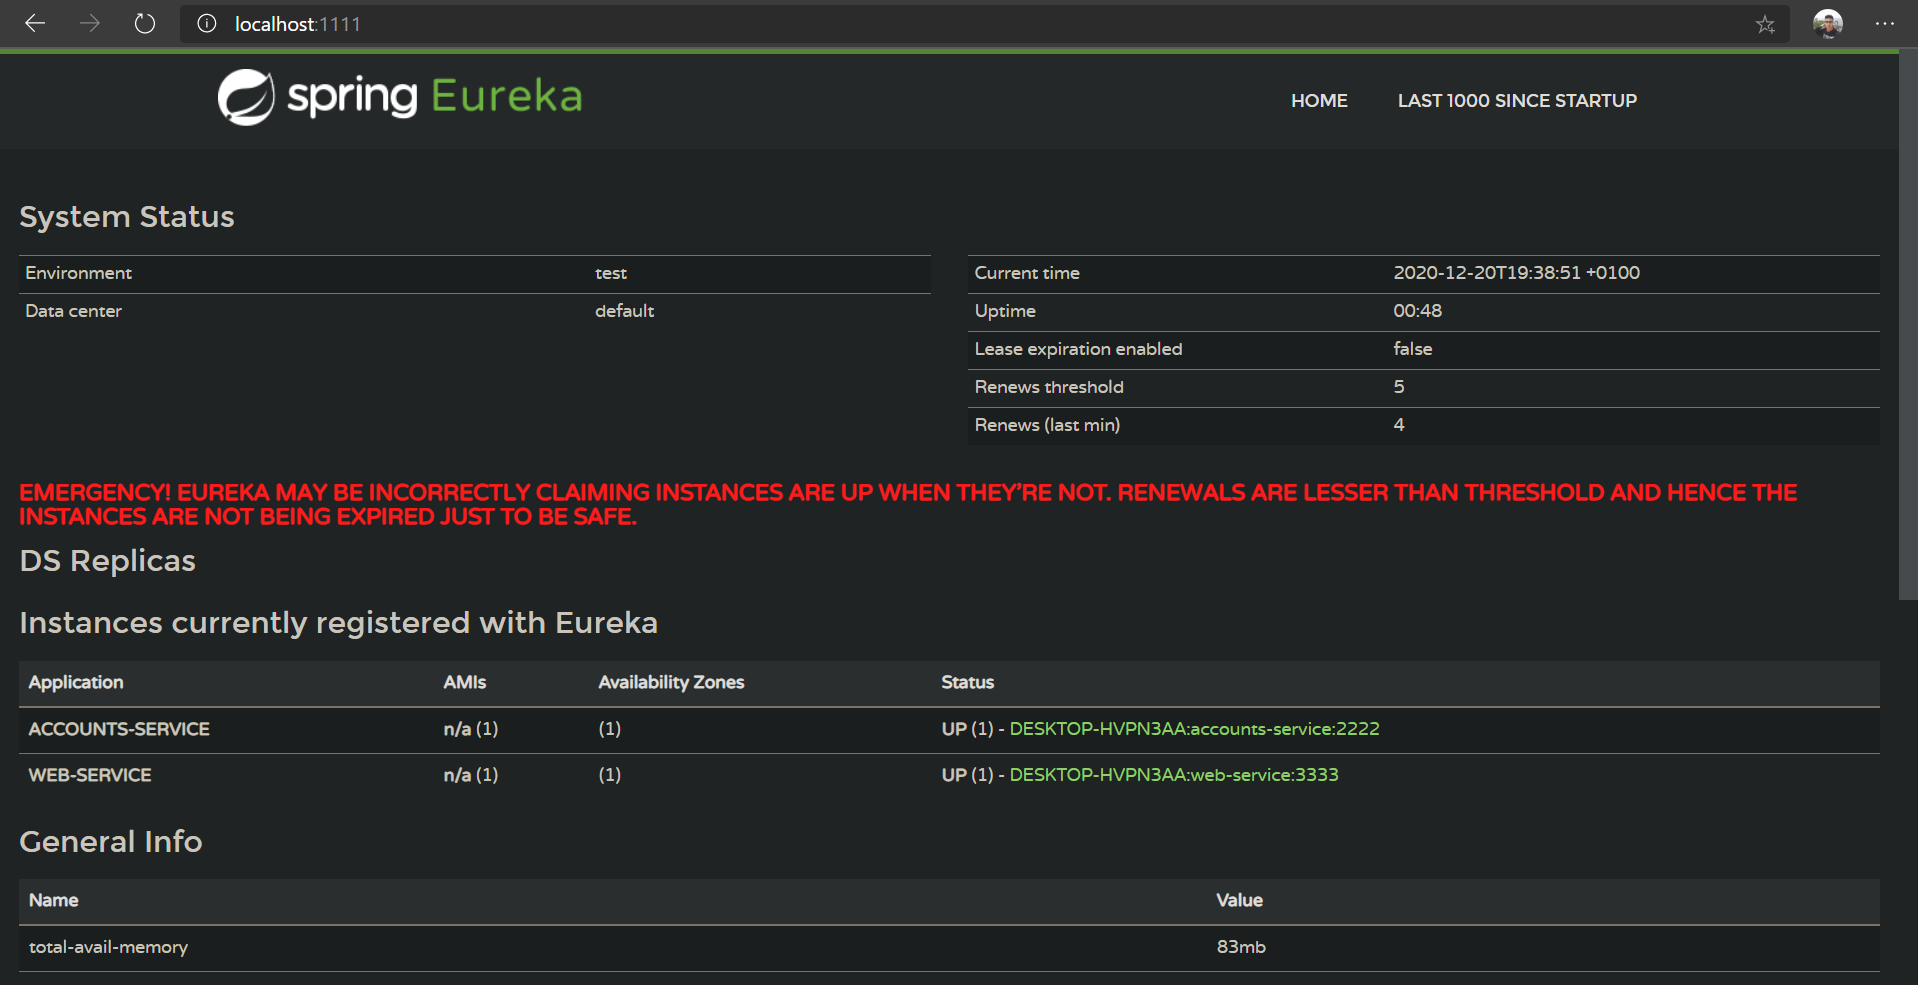 localhost:1111
spring Eureka
HOME LAST 1000 SINCE STARTUP
System Status
Environment test
Data center default
Current time 2020-12-20T19:38:51 +0100
Uptime 00:48
Lease expiration enabled false
Renews threshold 5
Renews (last min) 4
EMERGENCY! EUREKA MAY BE INCORRECTLY CLAIMING INSTANCES ARE UP WHEN THEY'RE NOT. RENEWALS ARE LESSER THAN THRESHOLD AND HENCE THE
INSTANCES ARE NOT BEING EXPIRED JUST TO BE SAFE.
DS Replicas
Instances currently registered with Eureka
Application AMIs Availability Zones Status
ACCOUNTS-SERVICE n/a (1) (1) UP (1) - DESKTOP-HVPN3AA:accounts-service:2222
WEB-SERVICE n/a (1) (1) UP (1) - DESKTOP-HVPN3AA:web-service:3333
General Info
Name Value
total-avail-memory 83mb